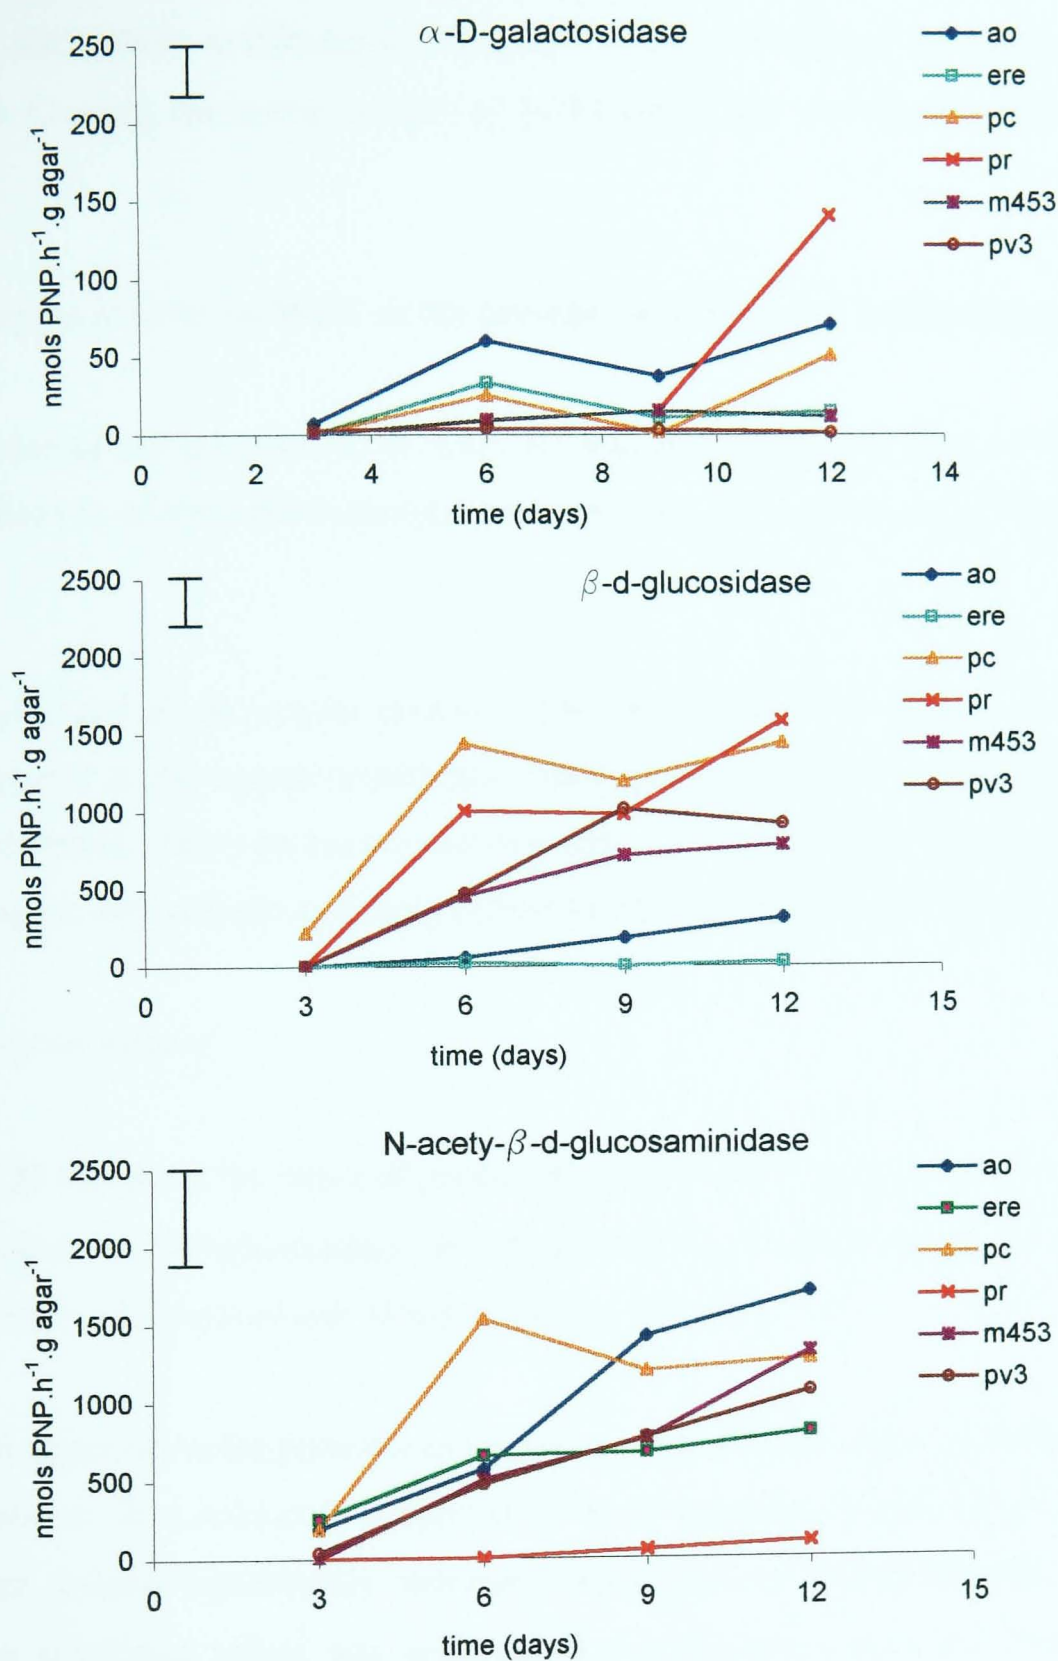 α-D-galactosidase
nmols PNP.h⁻¹.g agar⁻¹
250
200
150
100
50
0
0 2 4 6 8 10 12 14
time (days)
ao
ere
pc
pr
m453
pv3
β-d-glucosidase
nmols PNP.h⁻¹.g agar⁻¹
2500
2000
1500
1000
500
0
0 3 6 9 12 15
time (days)
ao
ere
pc
pr
m453
pv3
N-acety-β-d-glucosaminidase
nmols PNP.h⁻¹.g agar⁻¹
2500
2000
1500
1000
500
0
0 3 6 9 12 15
time (days)
ao
ere
pc
pr
m453
pv3